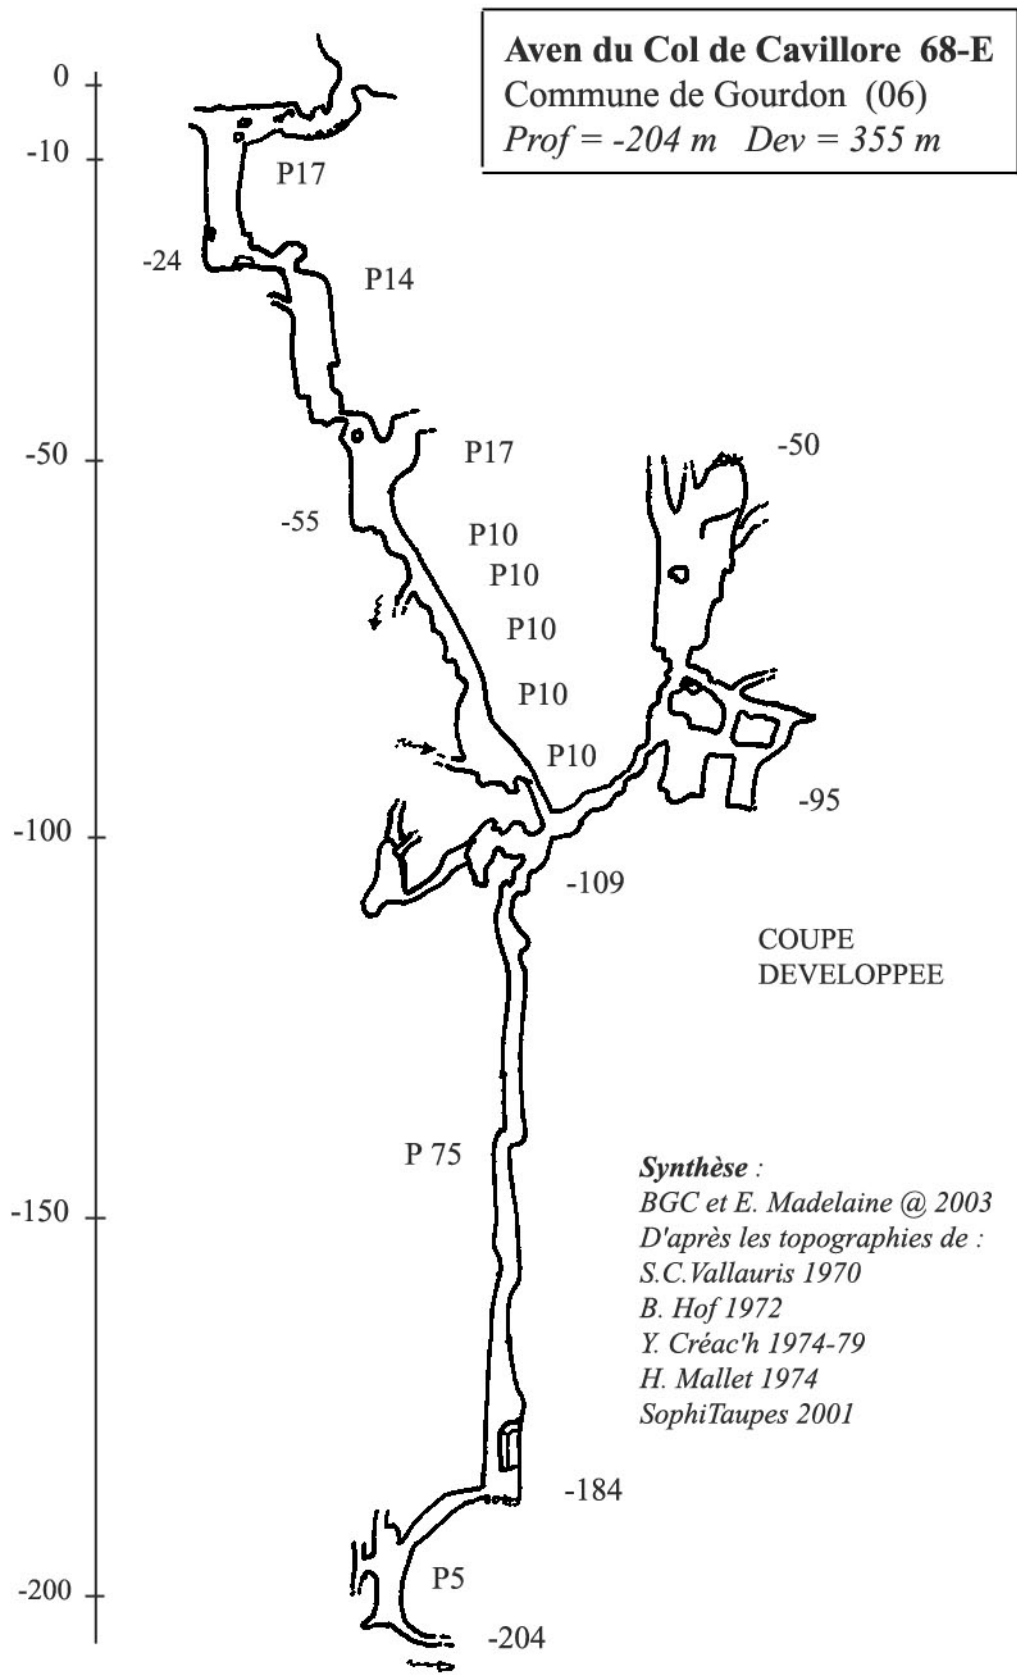 Aven du Col de Cavillore 68-E
Commune de Gourdon (06)
Prof = -204 m Dev = 355 m
0
-10
P17
-24
P14
-50
P17
-50
-55
P10
P10
P10
P10
P10
-95
-100
-109
COUPE
DEVELOPPEE
P 75
-150
Synthèse :
BGC et E. Madelaine @ 2003
D'après les topographies de :
S.C.Vallauris 1970
B. Hof 1972
Y. Créac'h 1974-79
H. Mallet 1974
SophiTaupes 2001
-184
-200
P5
-204